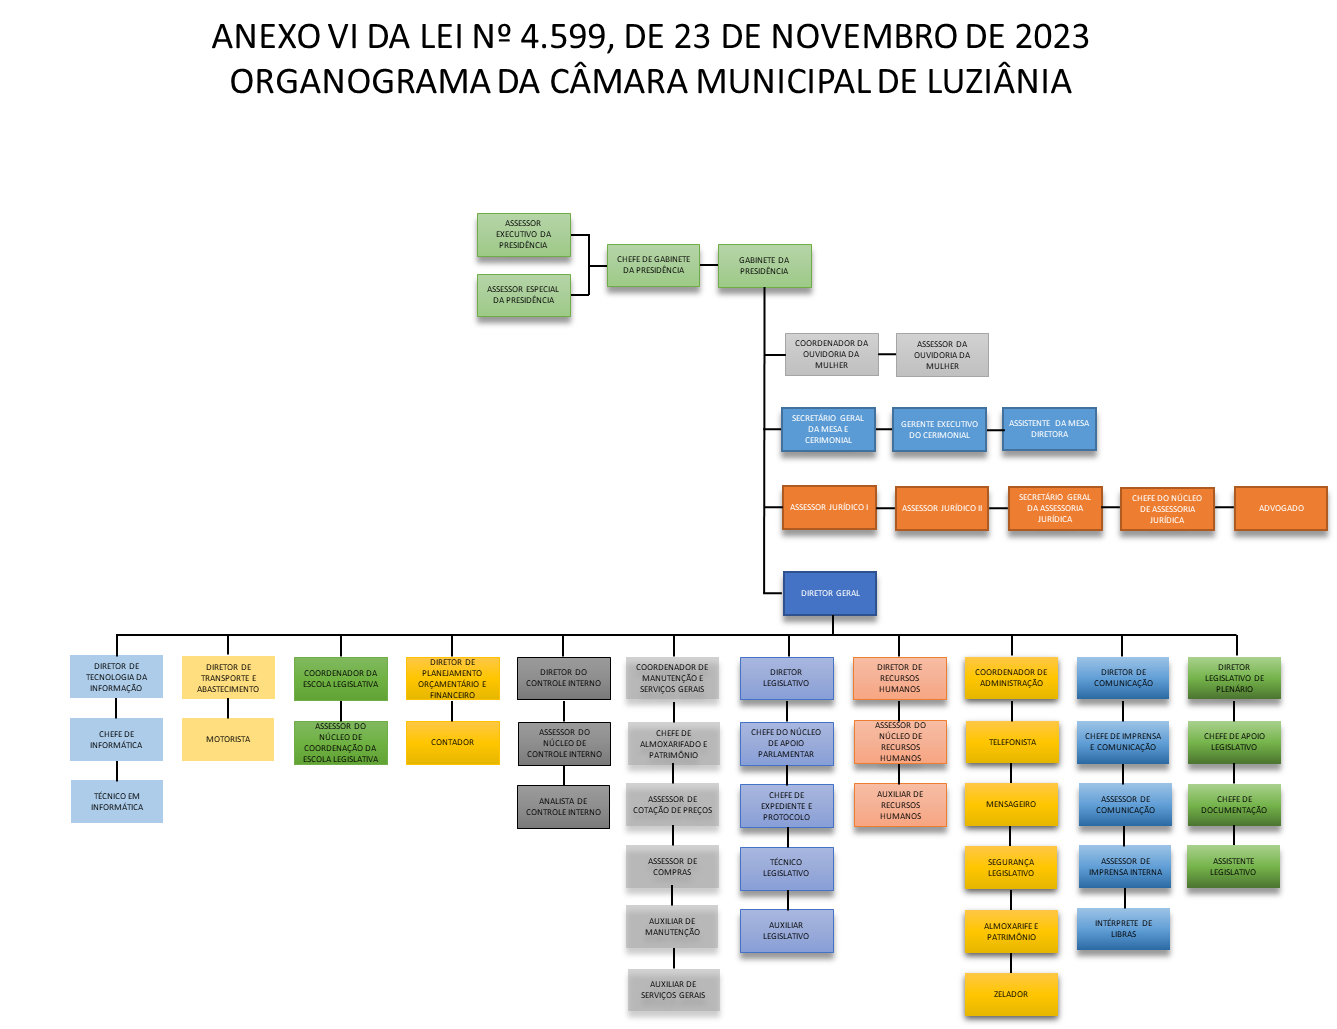 ANEXO VI DA LEI Nº 4.599, DE 23 DE NOVEMBRO DE 2023
ORGANOGRAMA DA CÂMARA MUNICIPAL DE LUZIÂNIA
ASSESSOR
EXECUTIVO DA
PRESIDÊNCIA
ASSESSOR ESPECIAL
DA PRESIDÊNCIA
CHEFE DE GABINETE
DA PRESIDÊNCIA
GABINETE DA
PRESIDÊNCIA
COORDENADOR DA
OUVIDORIA DA
MULHER
ASSESSOR DA
OUVIDORIA DA
MULHER
SECRETÁRIO GERAL
DA MESA E
CERIMONIAL
GERENTE EXECUTIVO
DO CERIMONIAL
ASSISTENTE DA MESA
DIRETORA
ASSESSOR JURÍDICO I
ASSESSOR JURÍDICO II
SECRETÁRIO GERAL
DA ASSESSORIA
JURÍDICA
CHEFE DO NÚCLEO
DE ASSESSORIA
JURÍDICA
ADVOGADO
DIRETOR GERAL
DIRETOR DE
TECNOLOGIA DA
INFORMAÇÃO
CHEFE DE
INFORMÁTICA
TÉCNICO EM
INFORMÁTICA
DIRETOR DE
TRANSPORTE E
ABASTECIMENTO
MOTORISTA
COORDENADOR DA
ESCOLA LEGISLATIVA
ASSESSOR DO
NÚCLEO DE
COORDENAÇÃO DA
ESCOLA LEGISLATIVA
DIRETOR DE
PLANEJAMENTO
ORÇAMENTÁRIO E
FINANCEIRO
CONTADOR
DIRETOR DO
CONTROLE INTERNO
ASSESSOR DO
NÚCLEO DE
CONTROLE INTERNO
ANALISTA DE
CONTROLE INTERNO
COORDENADOR DE
MANUTENÇÃO E
SERVIÇOS GERAIS
CHEFE DE
ALMOXARIFADO E
PATRIMÔNIO
ASSESSOR DE
COTAÇÃO DE PREÇOS
ASSESSOR DE
COMPRAS
AUXILIAR DE
MANUTENÇÃO
AUXILIAR DE
SERVIÇOS GERAIS
DIRETOR
LEGISLATIVO
CHEFE DO NÚCLEO
DE APOIO
PARLAMENTAR
CHEFE DE
EXPEDIENTE E
PROTOCOLO
TÉCNICO
LEGISLATIVO
AUXILIAR
LEGISLATIVO
DIRETOR DE
RECURSOS
HUMANOS
ASSESSOR DO
NÚCLEO DE
RECURSOS
HUMANOS
AUXILIAR DE
RECURSOS
HUMANOS
COORDENADOR DE
ADMINISTRAÇÃO
TELEFONISTA
MENSAGEIRO
SEGURANÇA
LEGISLATIVO
ALMOXARIFE E
PATRIMÔNIO
ZELADOR
DIRETOR DE
COMUNICAÇÃO
CHEFE DE IMPRENSA
E COMUNICAÇÃO
ASSESSOR DE
COMUNICAÇÃO
ASSESSOR DE
IMPRENSA INTERNA
INTÉRPRETE DE
LIBRAS
DIRETOR
LEGISLATIVO DE
PLENÁRIO
CHEFE DE APOIO
LEGISLATIVO
CHEFE DE
DOCUMENTAÇÃO
ASSISTENTE
LEGISLATIVO